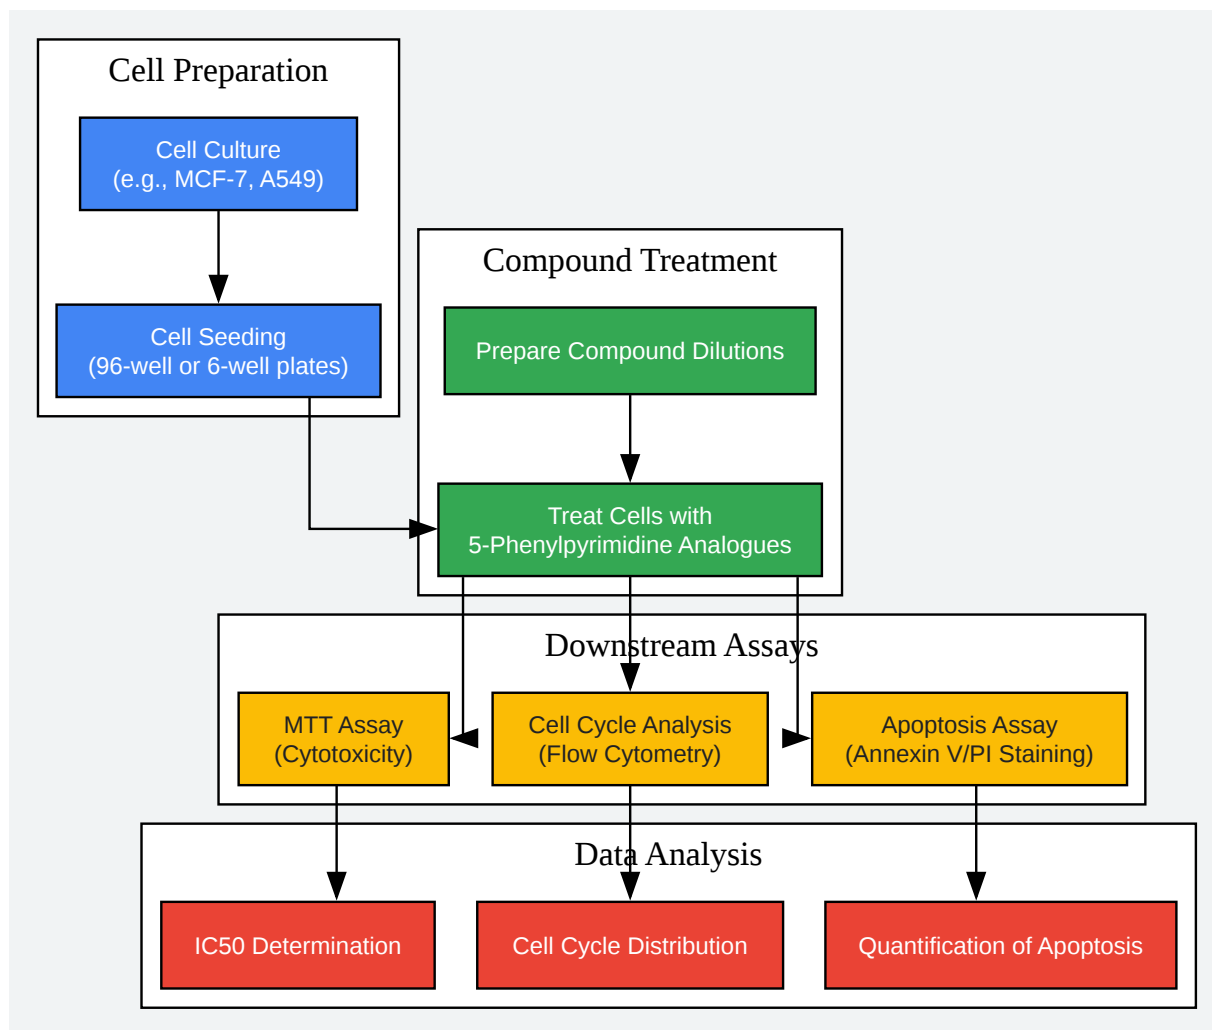 Cell Preparation
Cell Culture
(e.g., MCF-7, A549)
Cell Seeding
(96-well or 6-well plates)
Compound Treatment
Prepare Compound Dilutions
Treat Cells with
5-Phenylpyrimidine Analogues
Downstream Assays
MTT Assay
(Cytotoxicity)
Cell Cycle Analysis
(Flow Cytometry)
Apoptosis Assay
(Annexin V/PI Staining)
Data Analysis
IC50 Determination
Cell Cycle Distribution
Quantification of Apoptosis